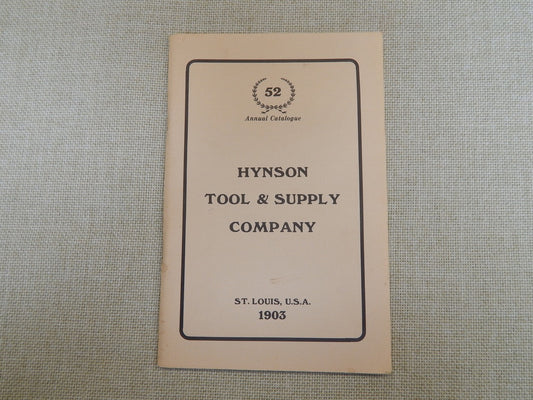 52
Annual Catalogue
HYNSON
TOOL & SUPPLY
COMPANY
ST. LOUIS, U.S.A.
1903